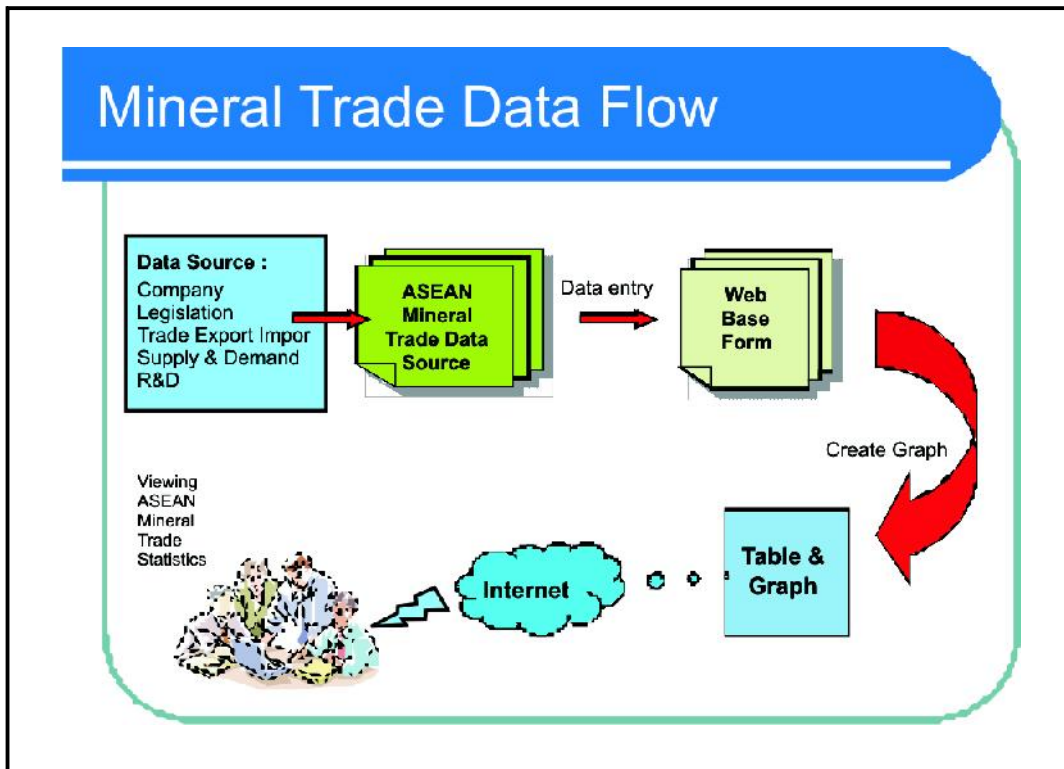 Mineral Trade Data Flow
Data Source :
Company
Legislation
Trade Export Impor
Supply & Demand
R&D
ASEAN
Mineral
Trade Data
Source
Data entry
Web
Base
Form
Create Graph
Table &
Graph
Internet
Viewing
ASEAN
Mineral
Trade
Statistics